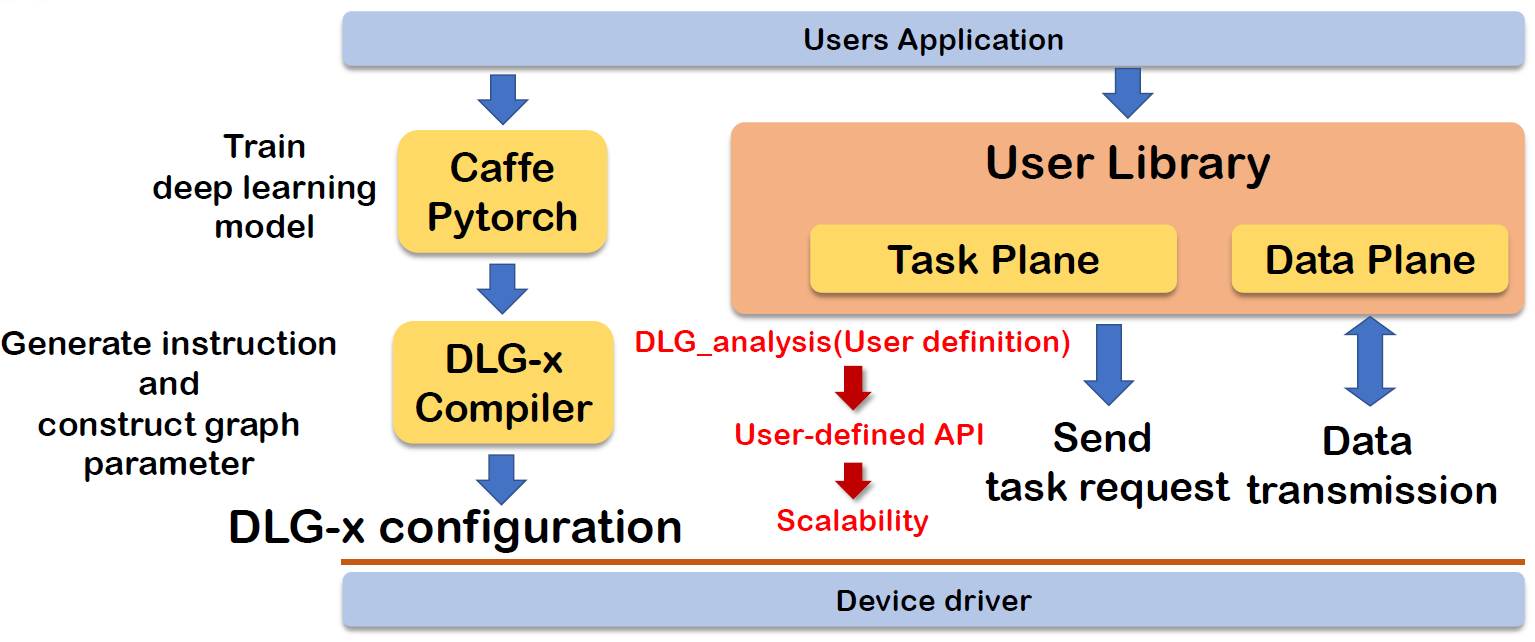 Users Application
Train
deep learning
model
Caffe
Pytorch
Generate instruction
and
construct graph
parameter
DLG-x
Compiler
DLG-x configuration
User Library
Task Plane
Data Plane
DLG_analysis(User definition)
User-defined API
Scalability
Send
task request
Data
transmission
Device driver